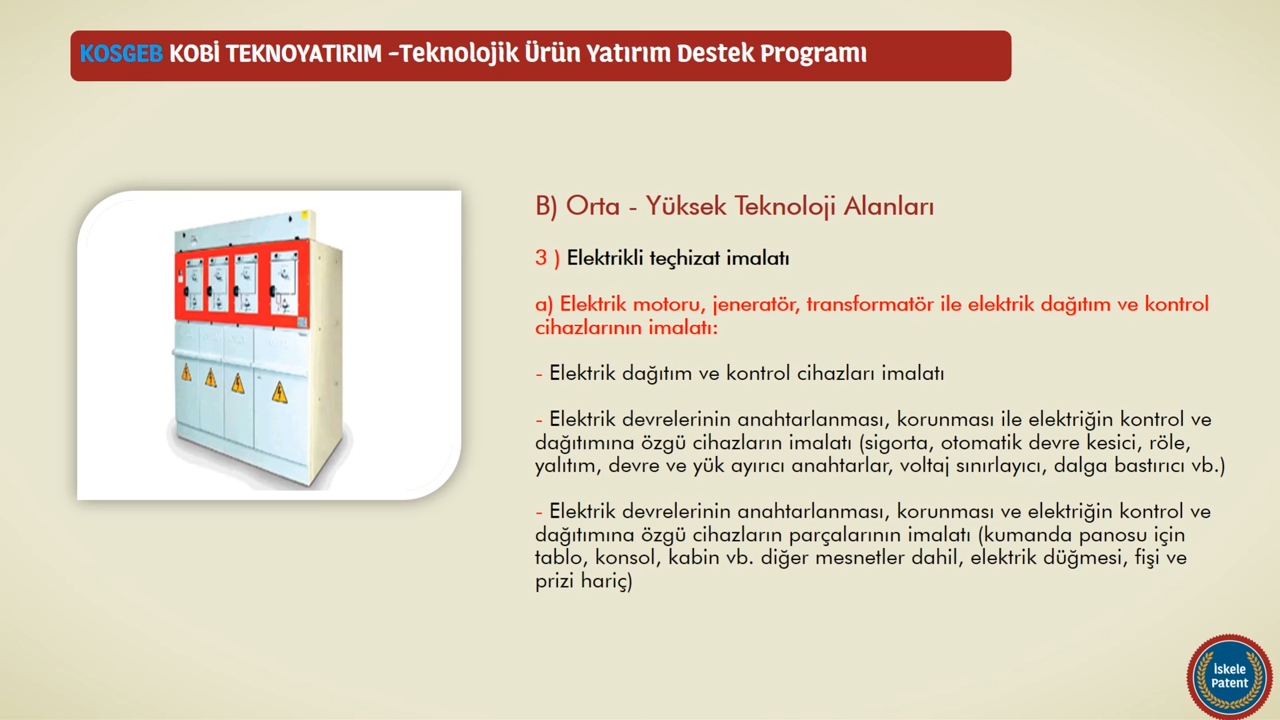 KOSGEB KOBİ TEKNOYATIRIM -Teknolojik Ürün Yatırım Destek Programı
B) Orta - Yüksek Teknoloji Alanları
3 ) Elektrikli teçhizat imalatı
a) Elektrik motoru, jeneratör, transformatör ile elektrik dağıtım ve kontrol
cihazlarının imalatı:
- Elektrik dağıtım ve kontrol cihazları imalatı
- Elektrik devrelerinin anahtarlanması, korunması ile elektriğin kontrol ve
dağıtımına özgü cihazların imalatı (sigorta, otomatik devre kesici, röle,
yalıtım, devre ve yük ayırıcı anahtarlar, voltaj sınırlayıcı, dalga bastırıcı vb.)
- Elektrik devrelerinin anahtarlanması, korunması ve elektriğin kontrol ve
dağıtımına özgü cihazların parçalarının imalatı (kumanda panosu için
tablo, konsol, kabin vb. diğer mesnetler dahil, elektrik düğmesi, fişi ve
prizi hariç)
İskele
Patent